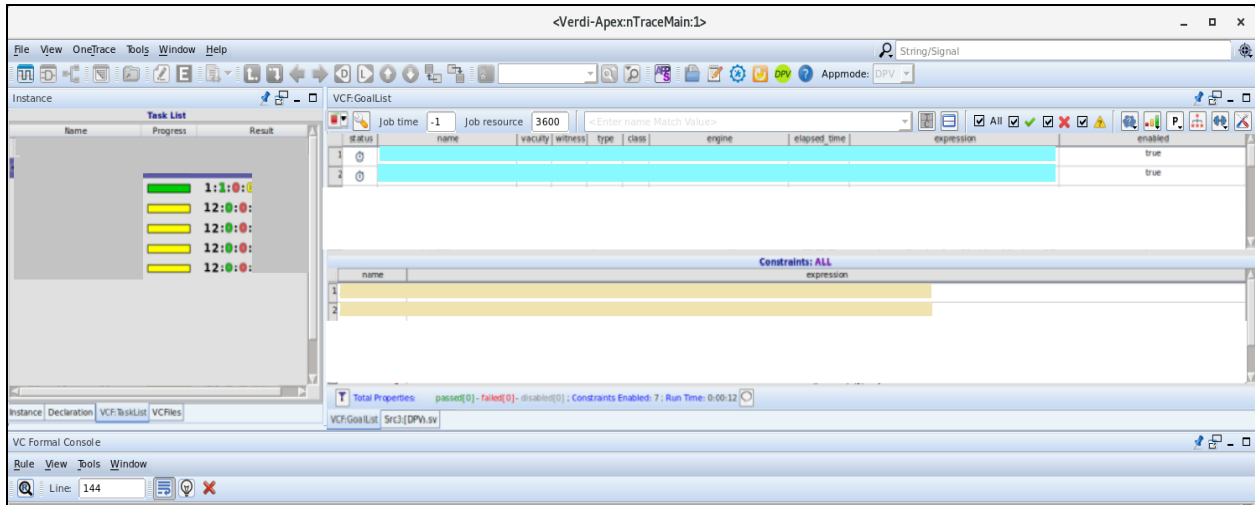 <Verdi-Apex:nTraceMain:1>
File View OneTrace Tools Window Help String/Signal
Appmode: DPV
Instance
Task List
Name Progress Result
1:1:0:
12:0:0:
12:0:0:
12:0:0:
12:0:0:
Instance Declaration VCF:TaskList VCFiles
VCF:GoalList
Job time -1 Job resource 3600 <Enter name Match Value> All
status name vacuity witness type class engine elapsed_time expression enabled
1 true
2 true
Constraints: ALL
name expression
1
2
Total Properties: passed[0] - failed[0] - disabled[0] ; Constraints Enabled: 7 ; Run Time: 0:00:12
VCF:GoalList Src3:[DPV).sv
VC Formal Console
Rule View Tools Window
Line: 144